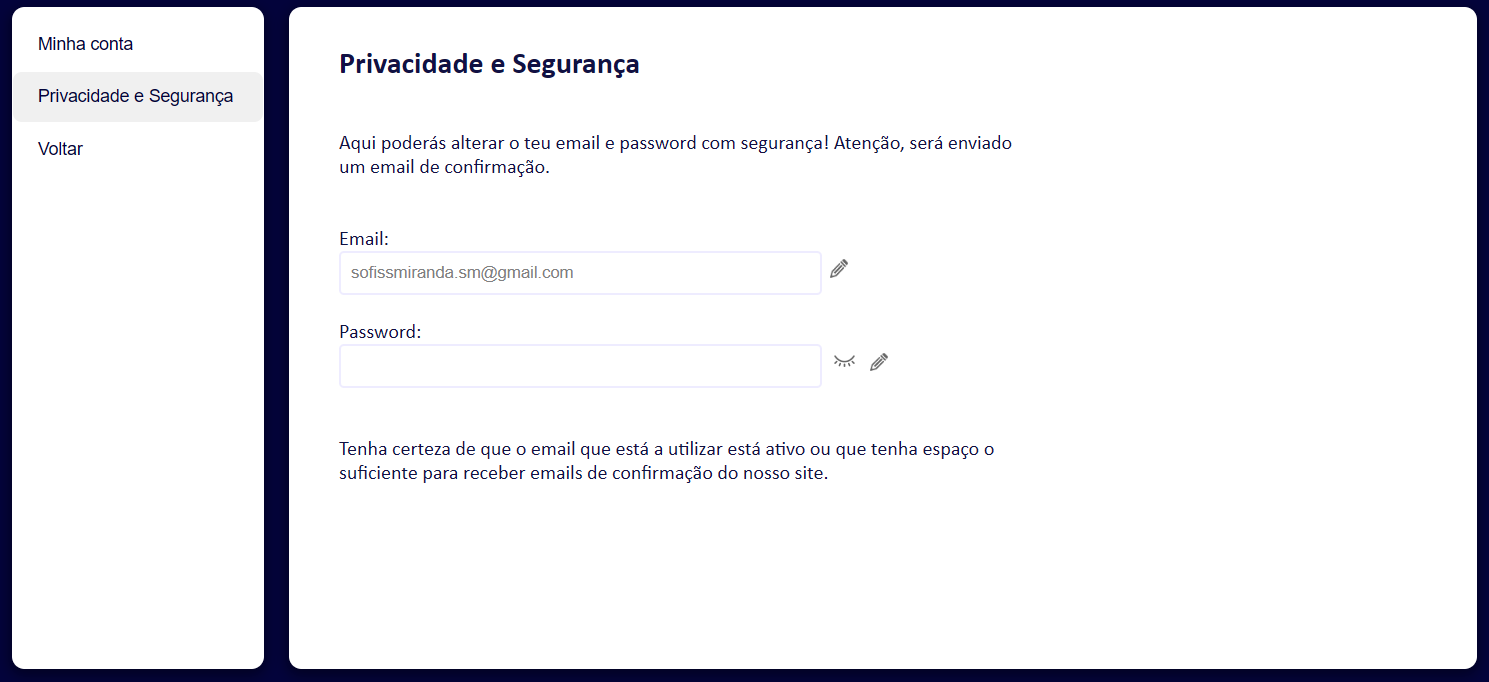 Minha conta
Privacidade e Segurança
Voltar
Privacidade e Segurança
Aqui poderás alterar o teu email e password com segurança! Atenção, será enviado
um email de confirmação.
Email:
sofissmiranda.sm@gmail.com
Password:
Tenha certeza de que o email que está a utilizar está ativo ou que tenha espaço o
suficiente para receber emails de confirmação do nosso site.